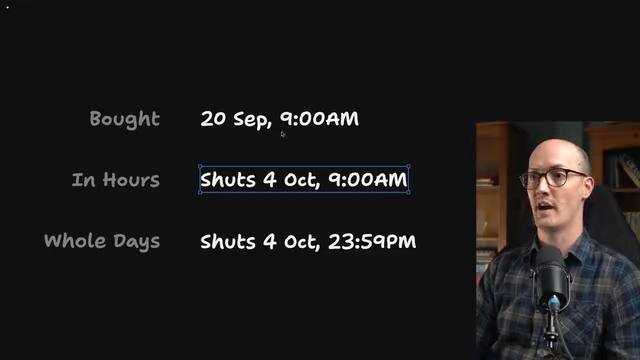 Bought 20 Sep, 9:00AM
In Hours Shuts 4 Oct, 9:00AM
Whole Days Shuts 4 Oct, 23:59PM